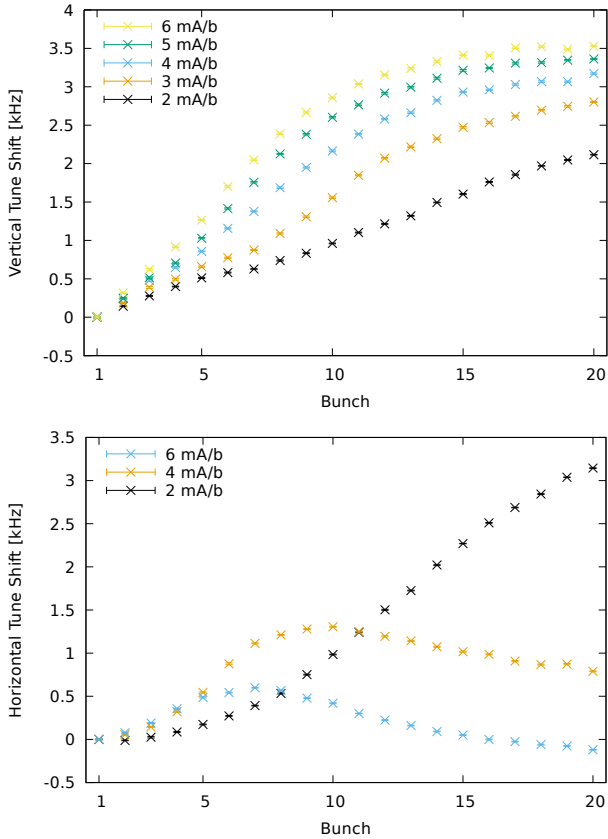 Vertical Tune Shift [kHz]
4
3.5
3
2.5
2
1.5
1
0.5
0
-0.5
6 mA/b
5 mA/b
4 mA/b
3 mA/b
2 mA/b
1 5 10 15 20
Bunch
Horizontal Tune Shift [kHz]
3.5
3
2.5
2
1.5
1
0.5
0
-0.5
6 mA/b
4 mA/b
2 mA/b
1 5 10 15 20
Bunch